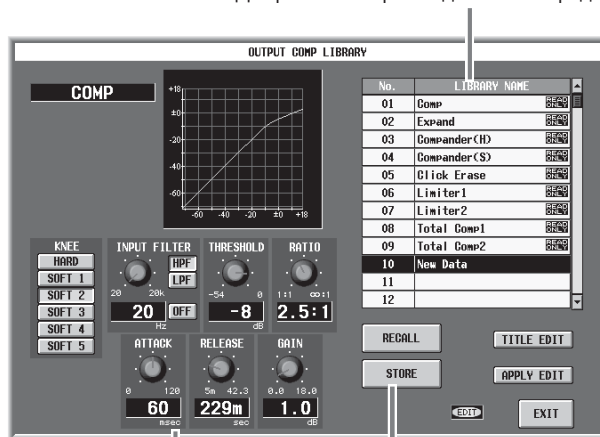 OUTPUT COMP LIBRARY
COMP
+18
±0
-20
-40
-60
-60 -40 -20 ±0 +18
No. LIBRARY NAME
01 Comp READ ONLY
02 Expand READ ONLY
03 Compander(H) READ ONLY
04 Compander(S) READ ONLY
05 Click Erase READ ONLY
06 Limiter1 READ ONLY
07 Limiter2 READ ONLY
08 Total Comp1 READ ONLY
09 Total Comp2 READ ONLY
10 New Data
11
12
KNEE
HARD
SOFT 1
SOFT 2
SOFT 3
SOFT 4
SOFT 5
INPUT FILTER
HPF
LPF
20 20k
20 OFF
Hz
THRESHOLD
-54 0
-8
dB
RATIO
1:1 ∞:1
2.5:1
ATTACK
0 120
60
msec
RELEASE
5m 42.3
229m
sec
GAIN
0.0 18.0
1.0
dB
RECALL
TITLE EDIT
STORE
APPLY EDIT
EDIT
EXIT